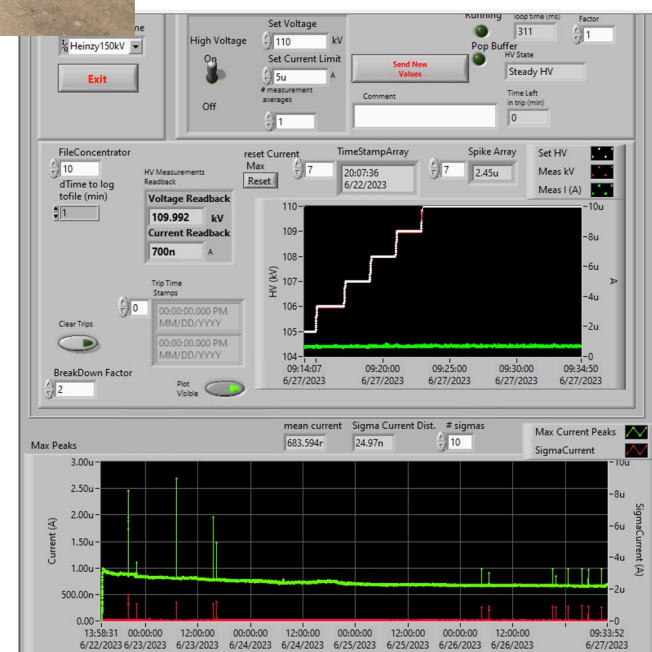 me
Heinzy150kV
Exit
High Voltage
On
Off
Set Voltage
110 kV
Set Current Limit
5u A
# measurement
averages
1
Send New
Values
Comment
Running
Pop Buffer
loop time (ms)
311
Factor
1
HV State
Steady HV
Time Left
in trip (min)
0
FileConcentrator
10
dTime to log
tofile (min)
1
HV Measurements
Readback
Voltage Readback
109.992 kV
Current Readback
700n A
reset Current
Max
Reset
7
TimeStampArray
20:07:36
6/22/2023
7
Spike Array
2.45u
Set HV
Meas kV
Meas I (A)
Trip Time
Stamps
0
00:00:00.000 PM
MM/DD/YYYY
00:00:00.000 PM
MM/DD/YYYY
Clear Trips
BreakDown Factor
2
Plot
Visible
HV (kV)
110
109
108
107
106
105
104
10u
8u
6u
4u
2u
0
A
09:14:07 09:20:00 09:25:00 09:30:00 09:34:50
6/27/2023 6/27/2023 6/27/2023 6/27/2023 6/27/2023
mean current
683.594r
Sigma Current Dist.
24.97n
# sigmas
10
Max Current Peaks
SigmaCurrent
Max Peaks
Current (A)
3.00u
2.50u
2.00u
1.50u
1.00u
500.00n
0.00
10u
8u
6u
4u
2u
0
SigmaCurrent (A)
13:58:31 00:00:00 12:00:00 00:00:00 12:00:00 00:00:00 12:00:00 00:00:00 12:00:00 09:33:52
6/22/2023 6/23/2023 6/23/2023 6/24/2023 6/24/2023 6/25/2023 6/25/2023 6/26/2023 6/26/2023 6/27/2023